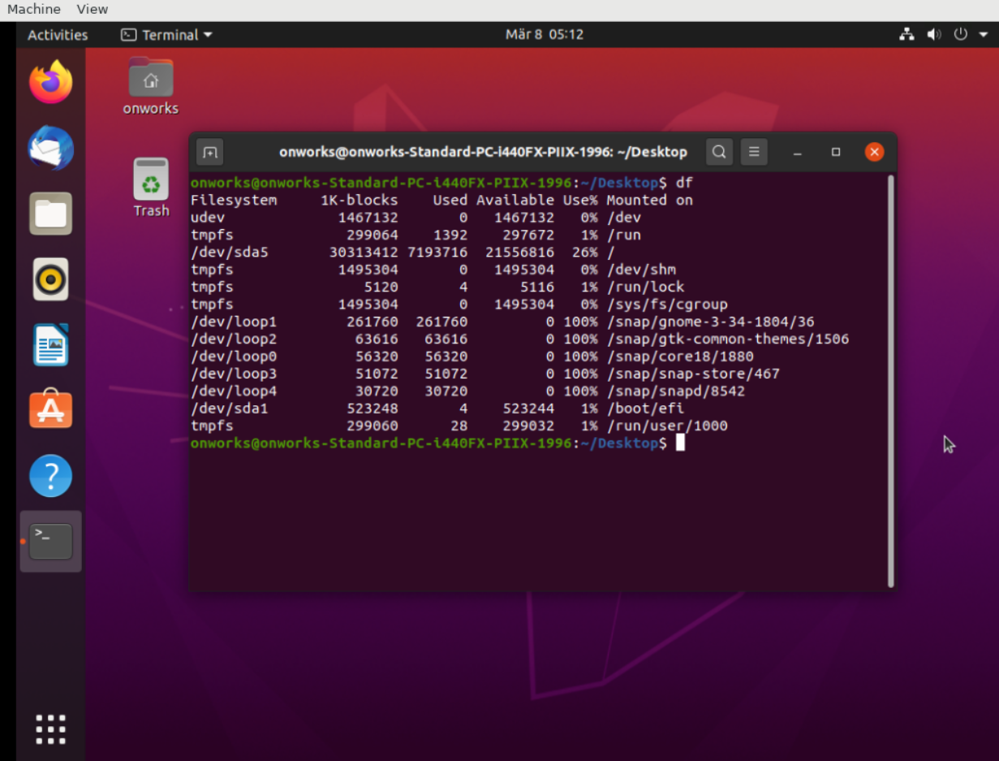 Machine View
Activities Terminal Mär 8 05:12
onworks
Trash
onworks@onworks-Standard-PC-i440FX-PIIX-1996: ~/Desktop
onworks@onworks-Standard-PC-i440FX-PIIX-1996:~/Desktop$ df
Filesystem 1K-blocks Used Available Use% Mounted on
udev 1467132 0 1467132 0% /dev
tmpfs 299064 1392 297672 1% /run
/dev/sda5 30313412 7193716 21556816 26% /
tmpfs 1495304 0 1495304 0% /dev/shm
tmpfs 5120 4 5116 1% /run/lock
tmpfs 1495304 0 1495304 0% /sys/fs/cgroup
/dev/loop1 261760 261760 0 100% /snap/gnome-3-34-1804/36
/dev/loop2 63616 63616 0 100% /snap/gtk-common-themes/1506
/dev/loop0 56320 56320 0 100% /snap/core18/1880
/dev/loop3 51072 51072 0 100% /snap/snap-store/467
/dev/loop4 30720 30720 0 100% /snap/snapd/8542
/dev/sda1 523248 4 523244 1% /boot/efi
tmpfs 299060 28 299032 1% /run/user/1000
onworks@onworks-Standard-PC-i440FX-PIIX-1996:~/Desktop$